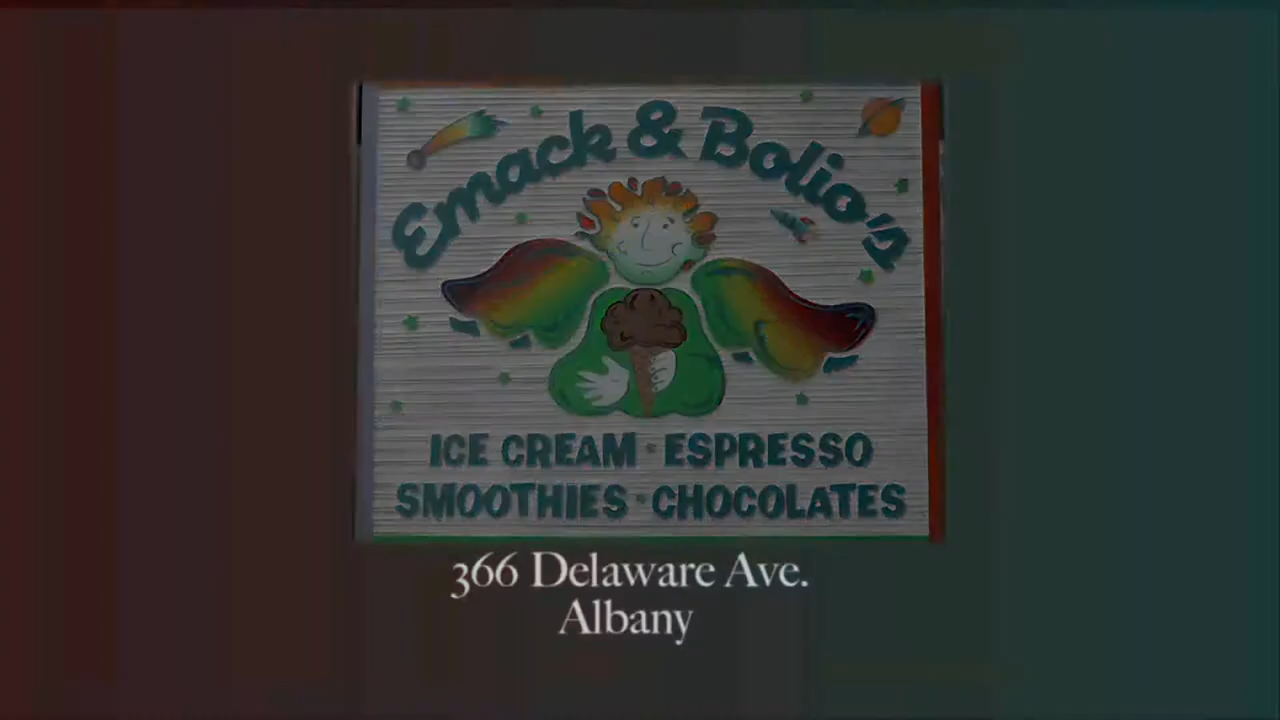 Emack & Bolio's
ICE CREAM · ESPRESSO
SMOOTHIES · CHOCOLATES
366 Delaware Ave.
Albany